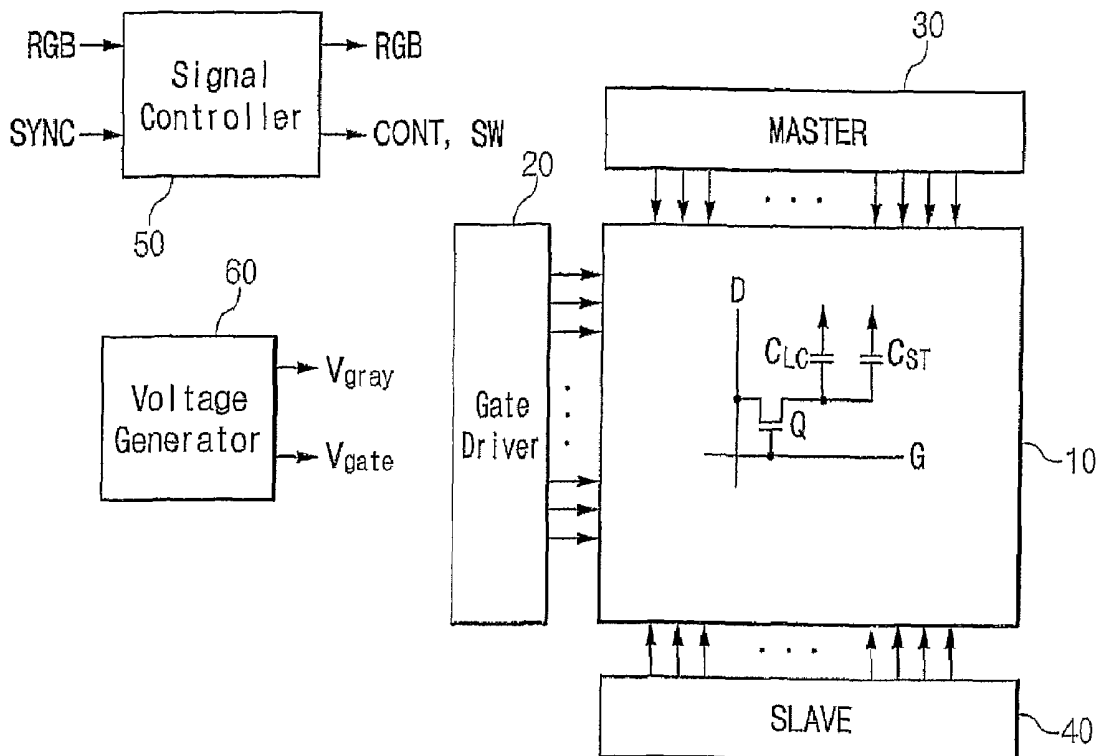 30
RGB
Signal
Controller
RGB
SYNC
CONT, SW
MASTER
50
20
60
Voltage
Generator
Vgray
Vgate
Gate
Driver
D
CLC
CST
Q
G
10
SLAVE
40